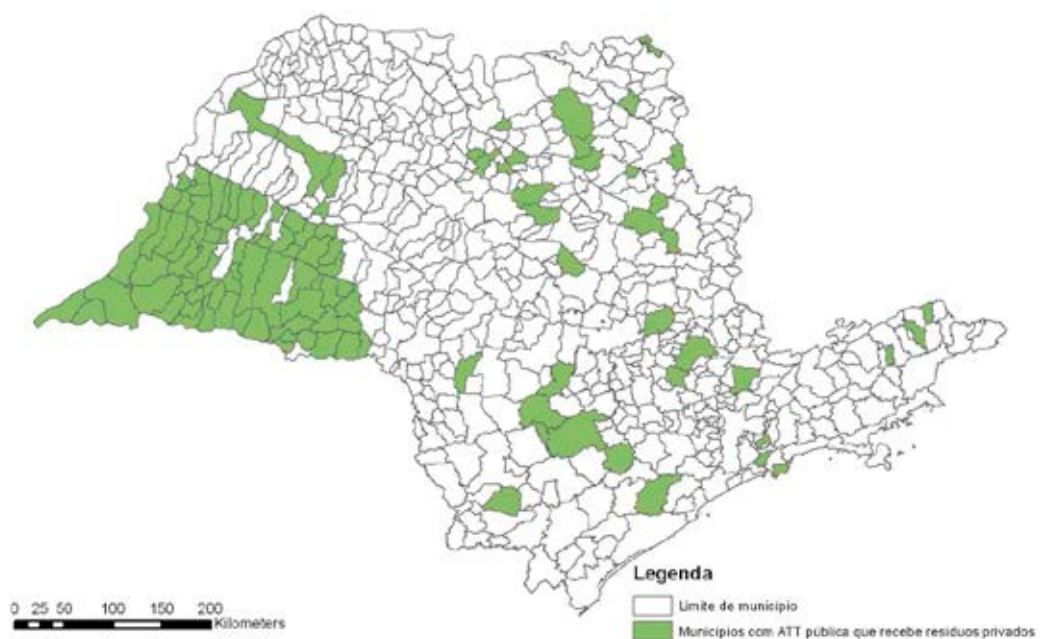 Legenda
Limite de município
Municípios com ATT pública que recebe resíduos privados
0 25 50 100 150 200
Kilometers